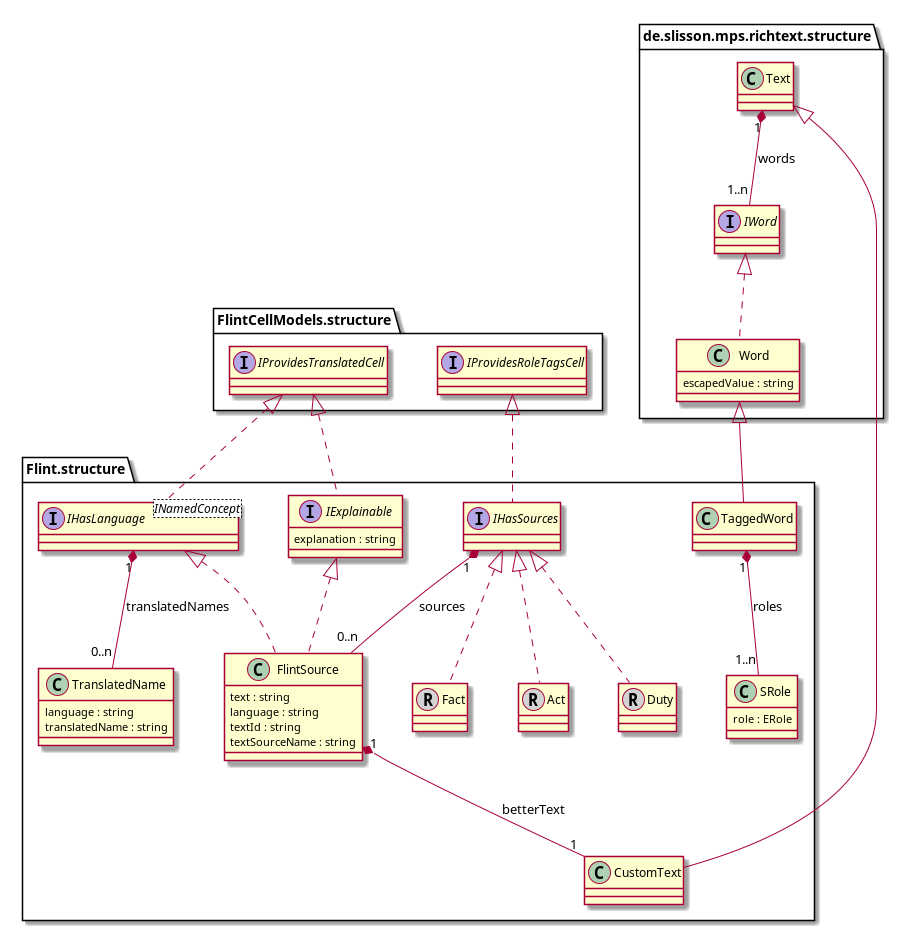 de.slisson.mps.richtext.structure
C Text
1
words
1..n
I IWord
FlintCellModels.structure
I IProvidesTranslatedCell
I IProvidesRoleTagsCell
C Word
escapedValue : string
Flint.structure
I IHasLanguage
INamedConcept
I IExplainable
explanation : string
I IHasSources
C TaggedWord
1
1
1
translatedNames
sources
roles
0..n
0..n
1..n
C TranslatedName
language : string
translatedName : string
C FlintSource
text : string
language : string
textId : string
textSourceName : string
R Fact
R Act
R Duty
C SRole
role : ERole
1
betterText
1
C CustomText